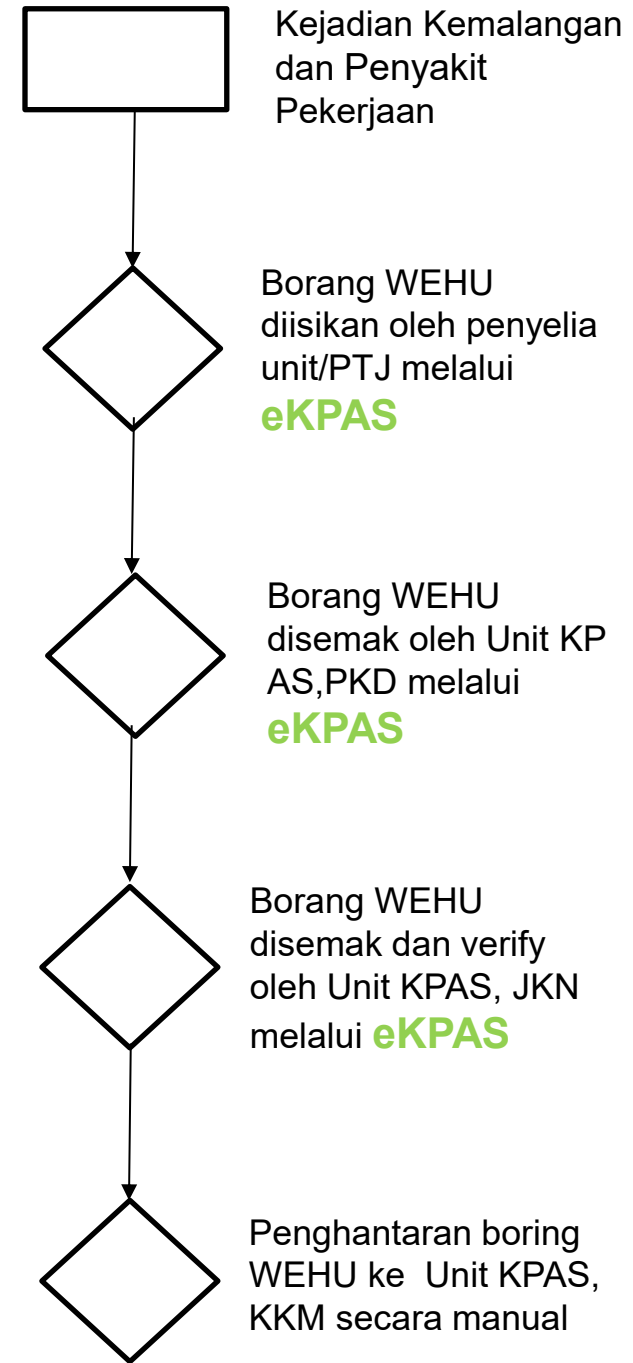 Kejadian Kemalangan
dan Penyakit
Pekerjaan
Borang WEHU
diisikan oleh penyelia
unit/PTJ melalui
eKPAS
Borang WEHU
disemak oleh Unit KP
AS,PKD melalui
eKPAS
Borang WEHU
disemak dan verify
oleh Unit KPAS, JKN
melalui eKPAS
Penghantaran boring
WEHU ke  Unit KPAS,
KKM secara manual